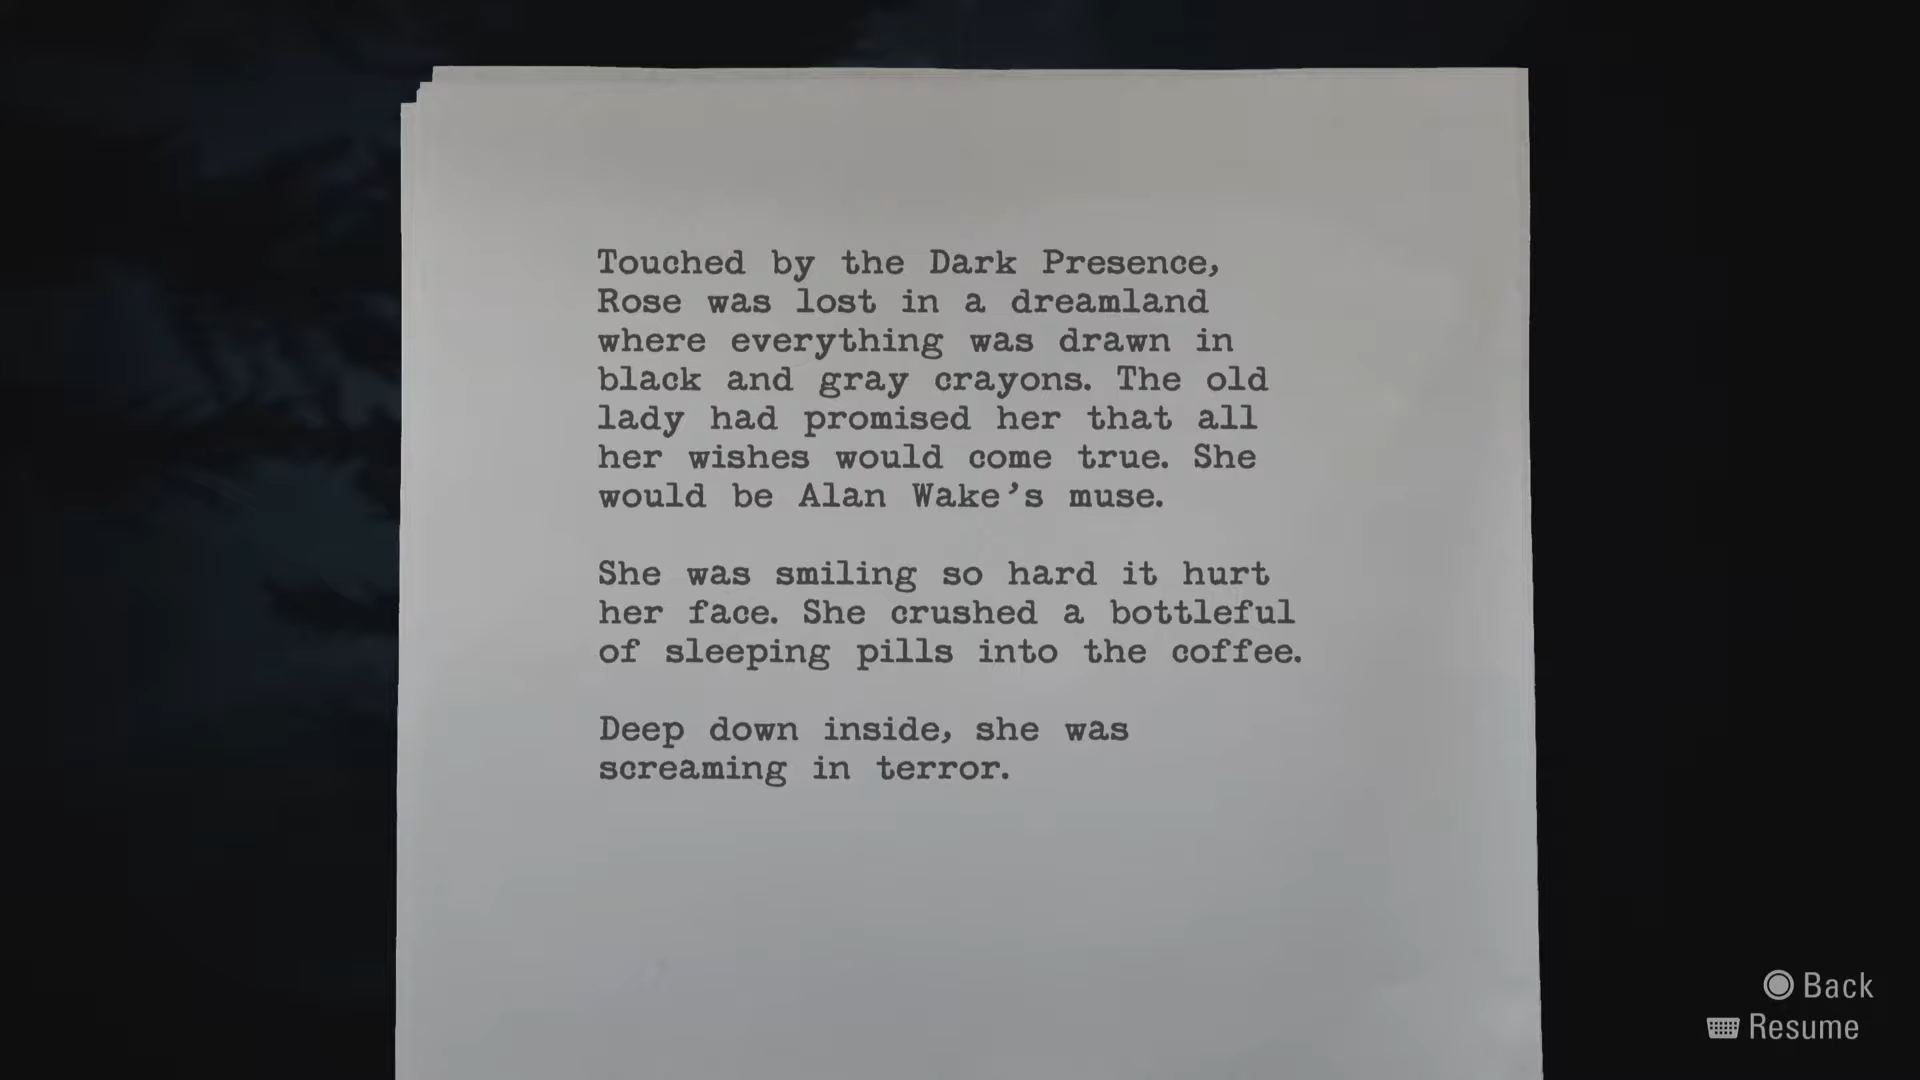 Touched by the Dark Presence,
Rose was lost in a dreamland
where everything was drawn in
black and gray crayons. The old
lady had promised her that all
her wishes would come true. She
would be Alan Wake’s muse.
She was smiling so hard it hurt
her face. She crushed a bottleful
of sleeping pills into the coffee.
Deep down inside, she was
screaming in terror.
Back
Resume